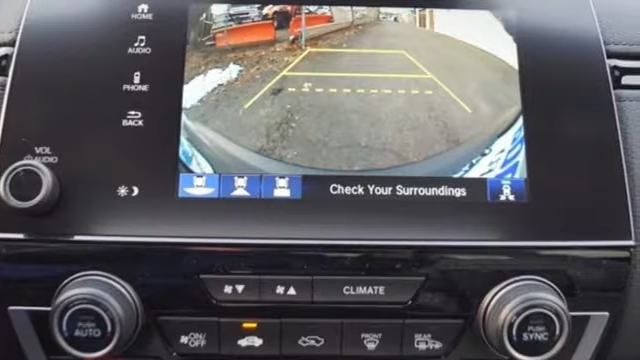 HOME
AUDIO
PHONE
BACK
VOL
AUDIO
Check Your Surroundings
CLIMATE
PUSH
AUTO
ON/
OFF
FRONT
REAR
PUSH
SYNC